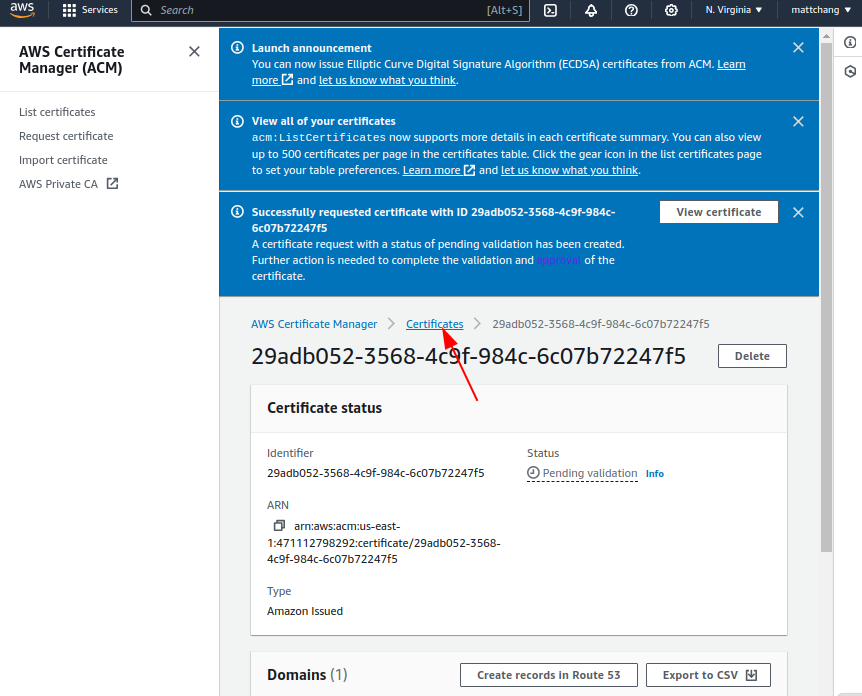 aws Services Search [Alt+S] N. Virginia mattchang
AWS Certificate
Manager (ACM)
List certificates
Request certificate
Import certificate
AWS Private CA
Launch announcement
You can now issue Elliptic Curve Digital Signature Algorithm (ECDSA) certificates from ACM. Learn
more and let us know what you think.
View all of your certificates
acm:ListCertificates now supports more details in each certificate summary. You can also view
up to 500 certificates per page in the certificates table. Click the gear icon in the list certificates page
to set your table preferences. Learn more and let us know what you think.
Successfully requested certificate with ID 29adb052-3568-4c9f-984c-
6c07b72247f5
View certificate
A certificate request with a status of pending validation has been created.
Further action is needed to complete the validation and approval of the
certificate.
AWS Certificate Manager Certificates 29adb052-3568-4c9f-984c-6c07b72247f5
29adb052-3568-4c9f-984c-6c07b72247f5 Delete
Certificate status
Identifier
29adb052-3568-4c9f-984c-6c07b72247f5
Status
Pending validation Info
ARN
arn:aws:acm:us-east-
1:471112798292:certificate/29adb052-3568-
4c9f-984c-6c07b72247f5
Type
Amazon Issued
Domains (1) Create records in Route 53 Export to CSV